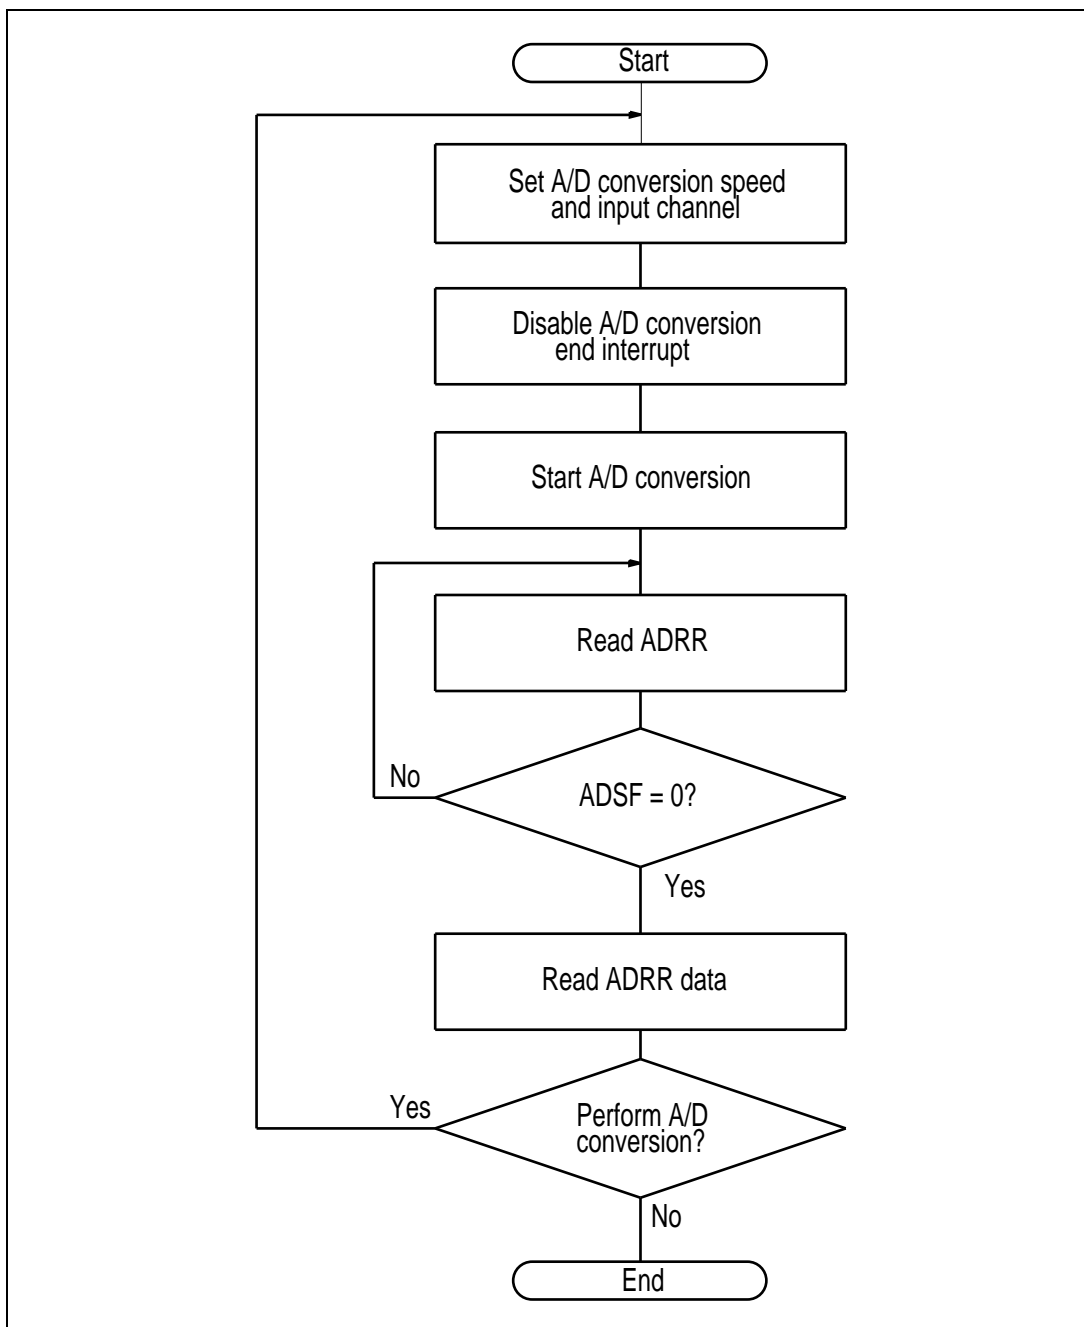 Start
Set A/D conversion speed
and input channel
Disable A/D conversion
end interrupt
Start A/D conversion
Read ADRR
No
ADSF = 0?
Yes
Read ADRR data
Yes
Perform A/D
conversion?
No
End